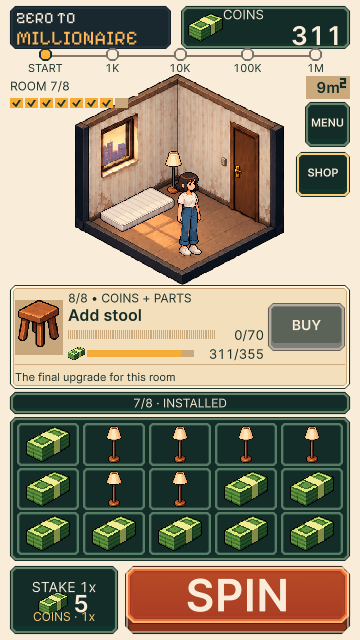 ZERO TO
MILLIONAIRE
COINS
311
START 1K 10K 100K 1M
ROOM 7/8
9m²
MENU
SHOP
8/8 • COINS + PARTS
Add stool
0/70
BUY
311/355
The final upgrade for this room
7/8 · INSTALLED
STAKE 1x
5
COINS · 1x
SPIN